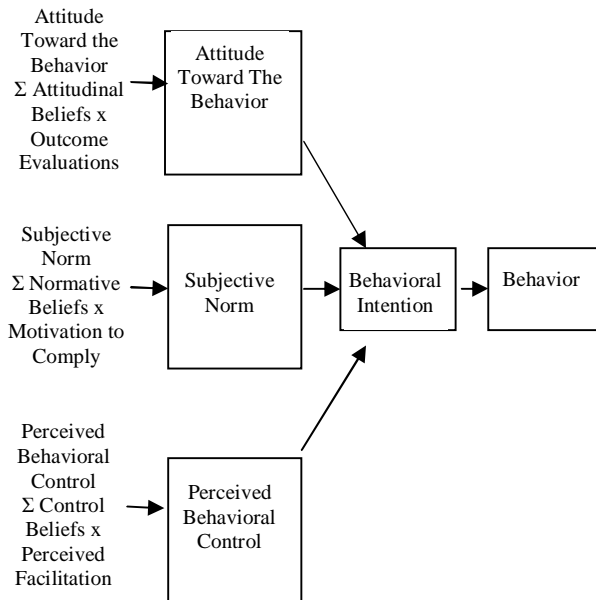 Attitude
Toward the
Behavior
Σ Attitudinal
Beliefs x
Outcome
Evaluations
Attitude
Toward The
Behavior
Subjective
Norm
Σ Normative
Beliefs x
Motivation to
Comply
Subjective
Norm
Behavioral
Intention
Behavior
Perceived
Behavioral
Control
Σ Control
Beliefs x
Perceived
Facilitation
Perceived
Behavioral
Control